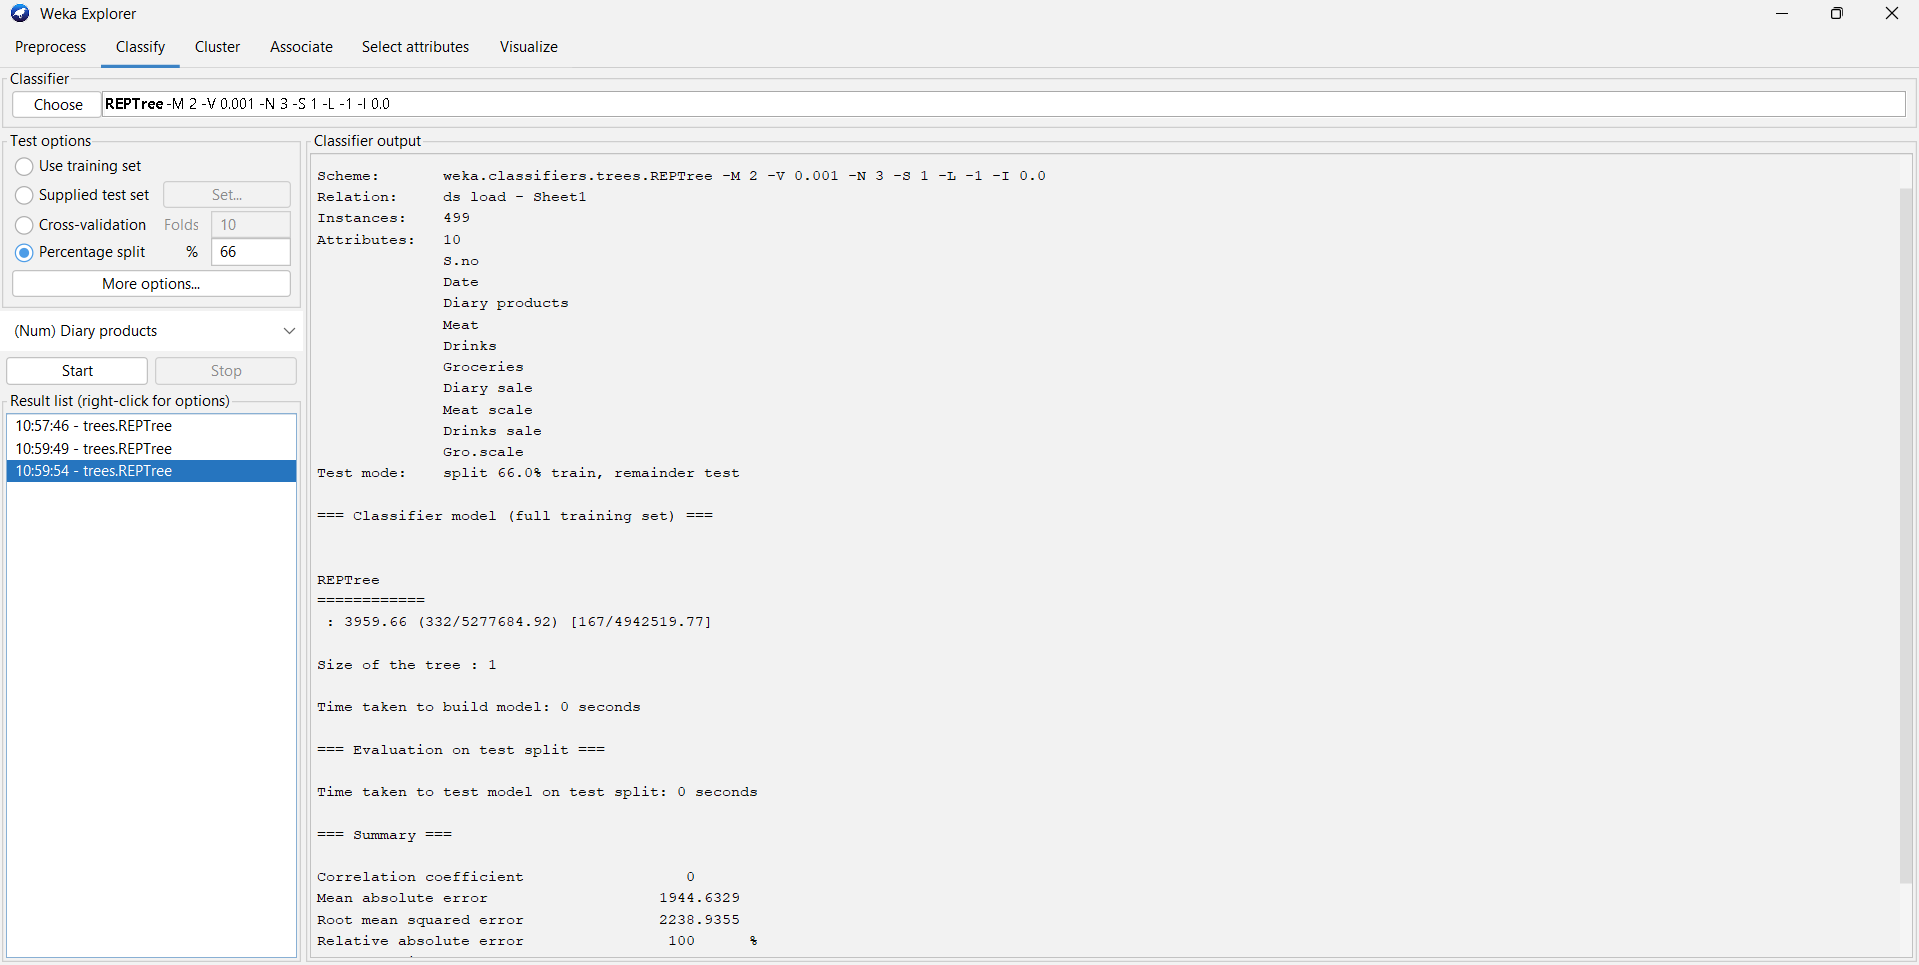 Weka Explorer
Preprocess Classify Cluster Associate Select attributes Visualize
Classifier
Choose REPTree -M 2 -V 0.001 -N 3 -S 1 -L -1 -I 0.0
Test options
Use training set
Supplied test set Set...
Cross-validation Folds 10
Percentage split % 66
More options...
(Num) Diary products
Start Stop
Result list (right-click for options)
10:57:46 - trees.REPTree
10:59:49 - trees.REPTree
10:59:54 - trees.REPTree
Classifier output
Scheme: weka.classifiers.trees.REPTree -M 2 -V 0.001 -N 3 -S 1 -L -1 -I 0.0
Relation: ds load - Sheet1
Instances: 499
Attributes: 10
S.no
Date
Diary products
Meat
Drinks
Groceries
Diary sale
Meat scale
Drinks sale
Gro.scale
Test mode: split 66.0% train, remainder test
=== Classifier model (full training set) ===
REPTree
============
: 3959.66 (332/5277684.92) [167/4942519.77]
Size of the tree : 1
Time taken to build model: 0 seconds
=== Evaluation on test split ===
Time taken to test model on test split: 0 seconds
=== Summary ===
Correlation coefficient 0
Mean absolute error 1944.6329
Root mean squared error 2238.9355
Relative absolute error 100 %